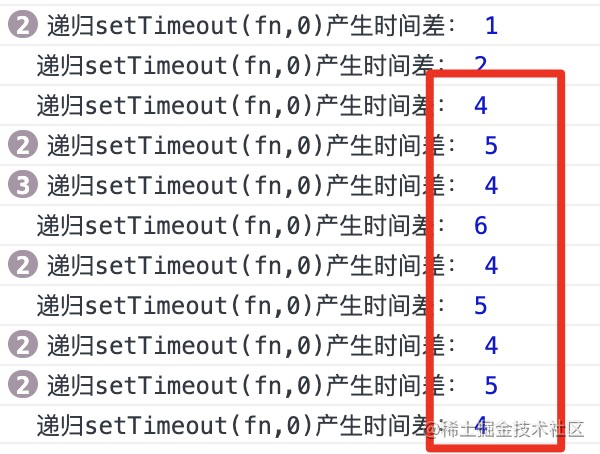 2 递归setTimeout(fn,0)产生时间差： 1
递归setTimeout(fn,0)产生时间差： 2
递归setTimeout(fn,0)产生时间差： 4
2 递归setTimeout(fn,0)产生时间差： 5
3 递归setTimeout(fn,0)产生时间差： 4
递归setTimeout(fn,0)产生时间差： 6
2 递归setTimeout(fn,0)产生时间差： 4
递归setTimeout(fn,0)产生时间差： 5
2 递归setTimeout(fn,0)产生时间差： 4
2 递归setTimeout(fn,0)产生时间差： 5
递归setTimeout(fn,0)产生时间差： 4
@稀土掘金技术社区